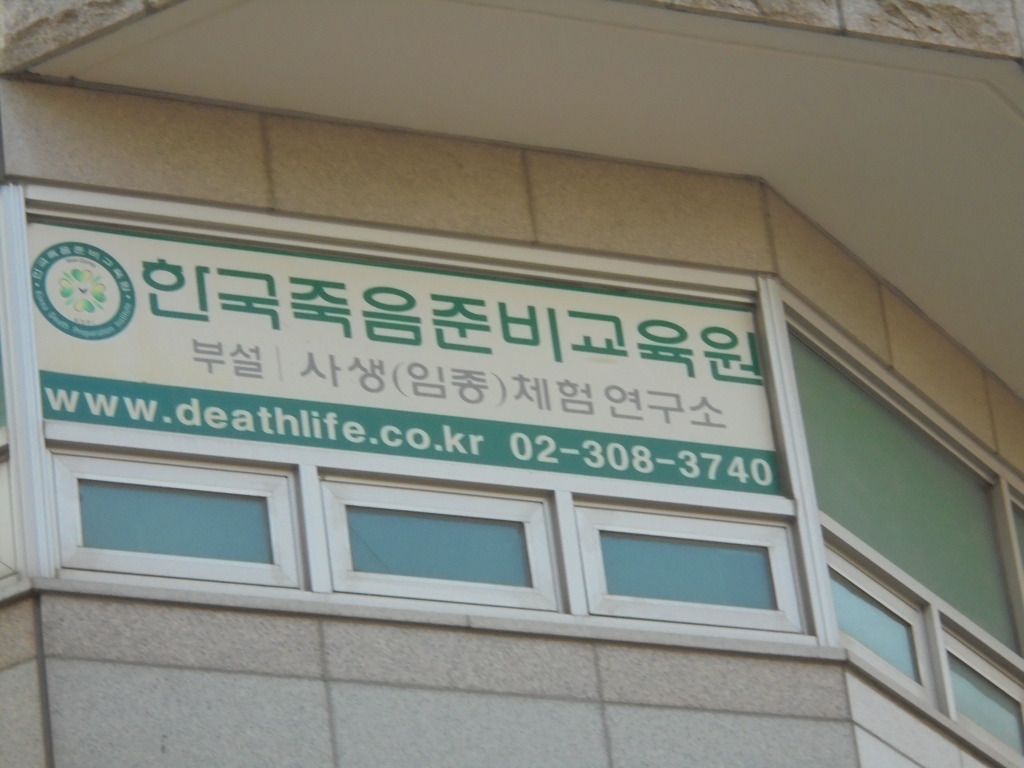 한국죽음준비교육원
부설 | 사생(임종)체험연구소
www.deathlife.co.kr 02-308-3740